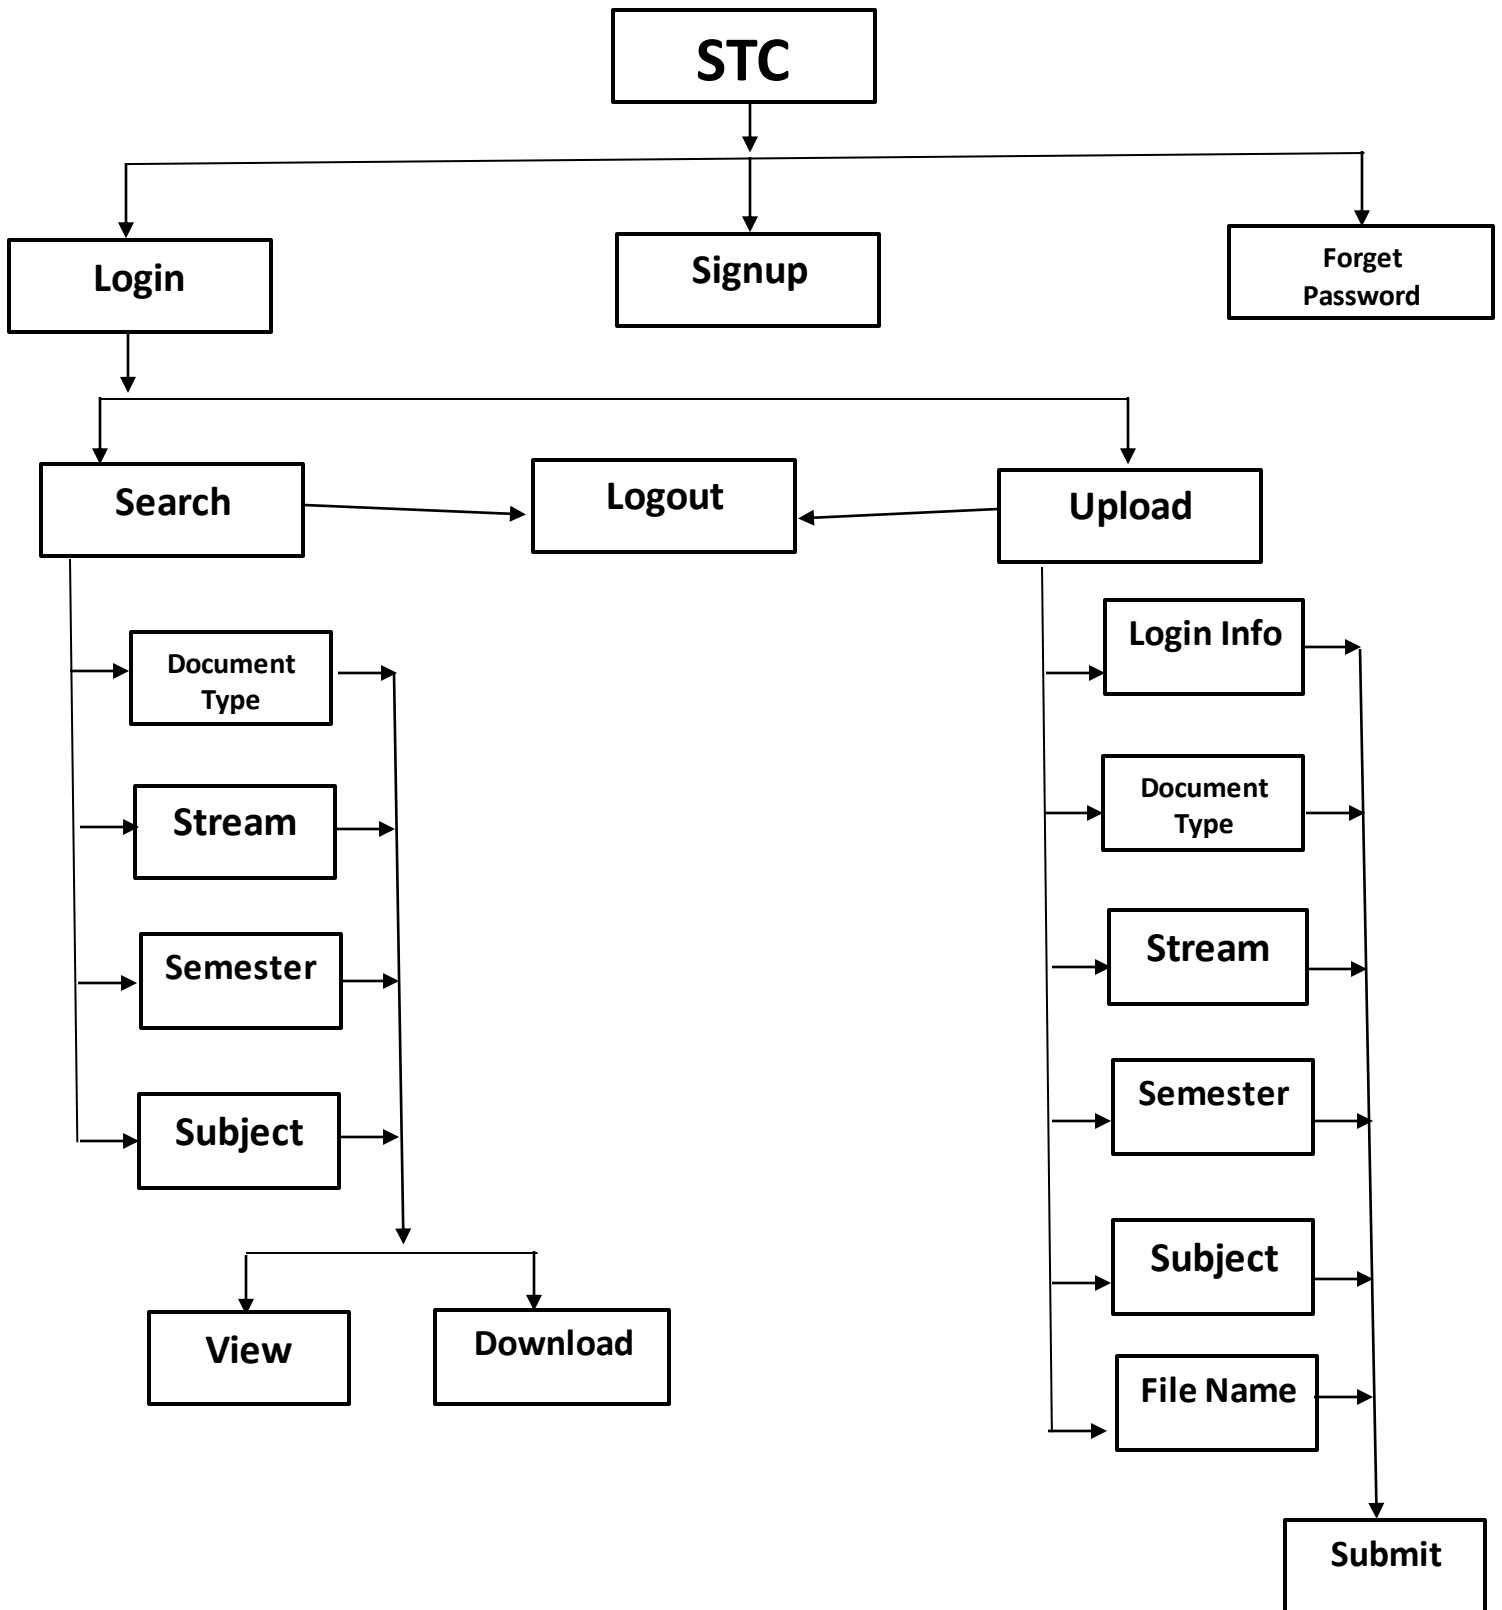 STC
Login
Signup
Forget
Password
Search
Logout
Upload
Document
Type
Stream
Semester
Subject
View
Download
Login Info
Document
Type
Stream
Semester
Subject
File Name
Submit